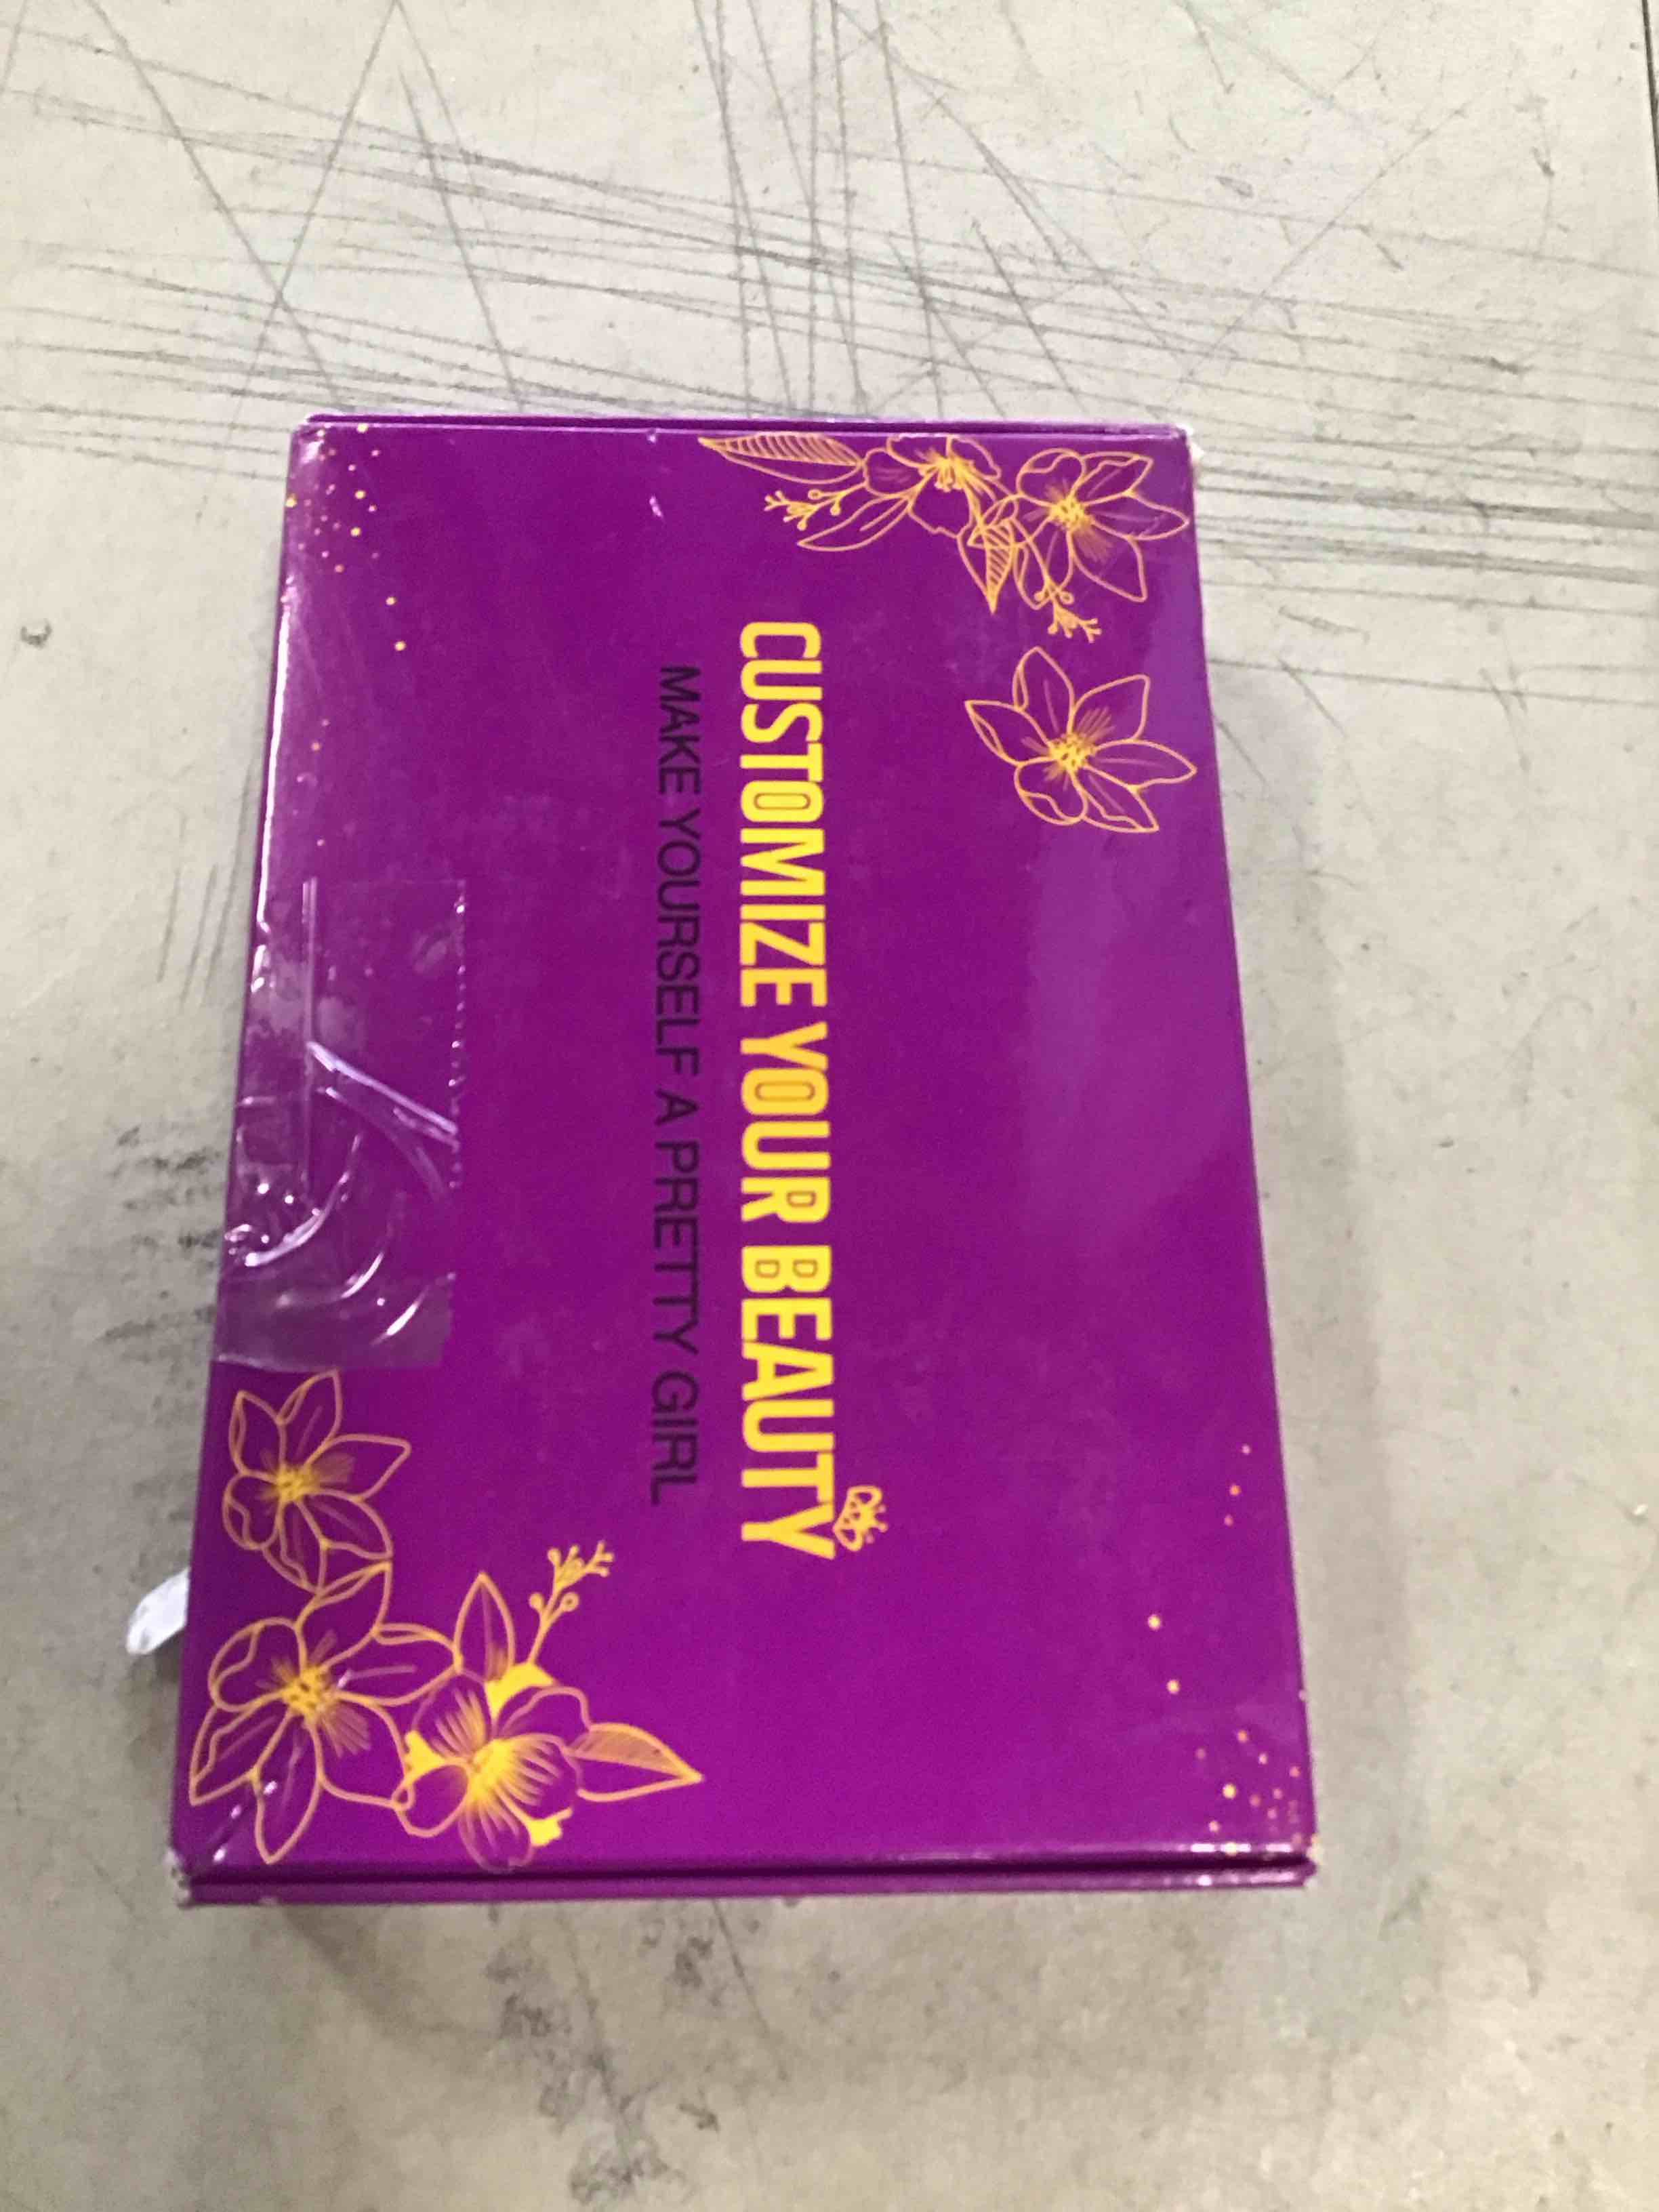 CUSTOMIZE YOUR BEAUTY
MAKE YOURSELF A PRETTY GIRL